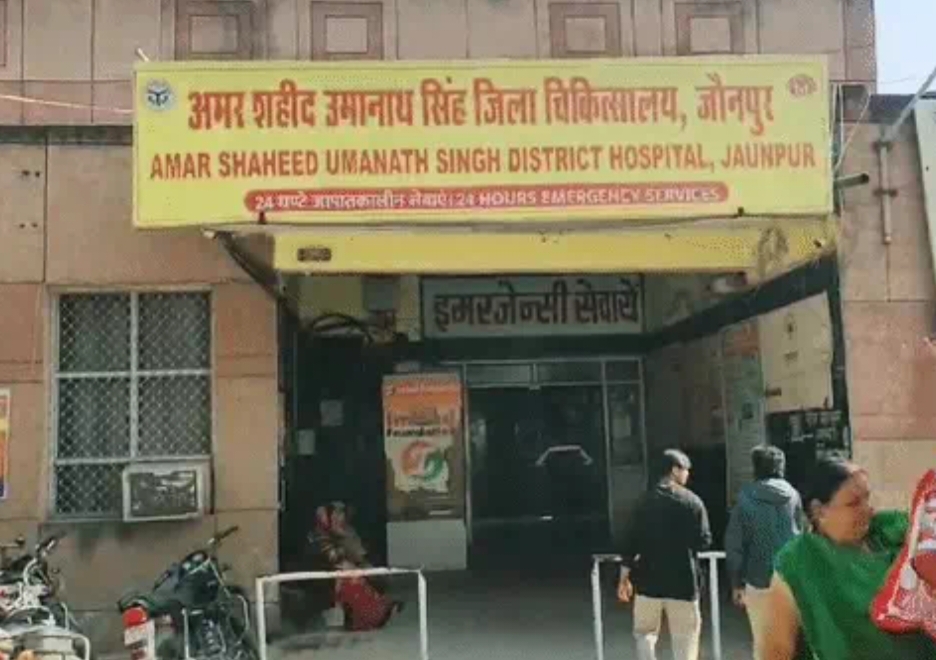 अमर शहीद उमानाथ सिंह जिला चिकित्सालय, जौनपुर
AMAR SHAHEED UMANATH SINGH DISTRICT HOSPITAL, JAUNPUR
24 घण्टे आपातकालीन सेवाएं। 24 HOURS EMERGENCY SERVICES
इमरजेन्सी सेवायें